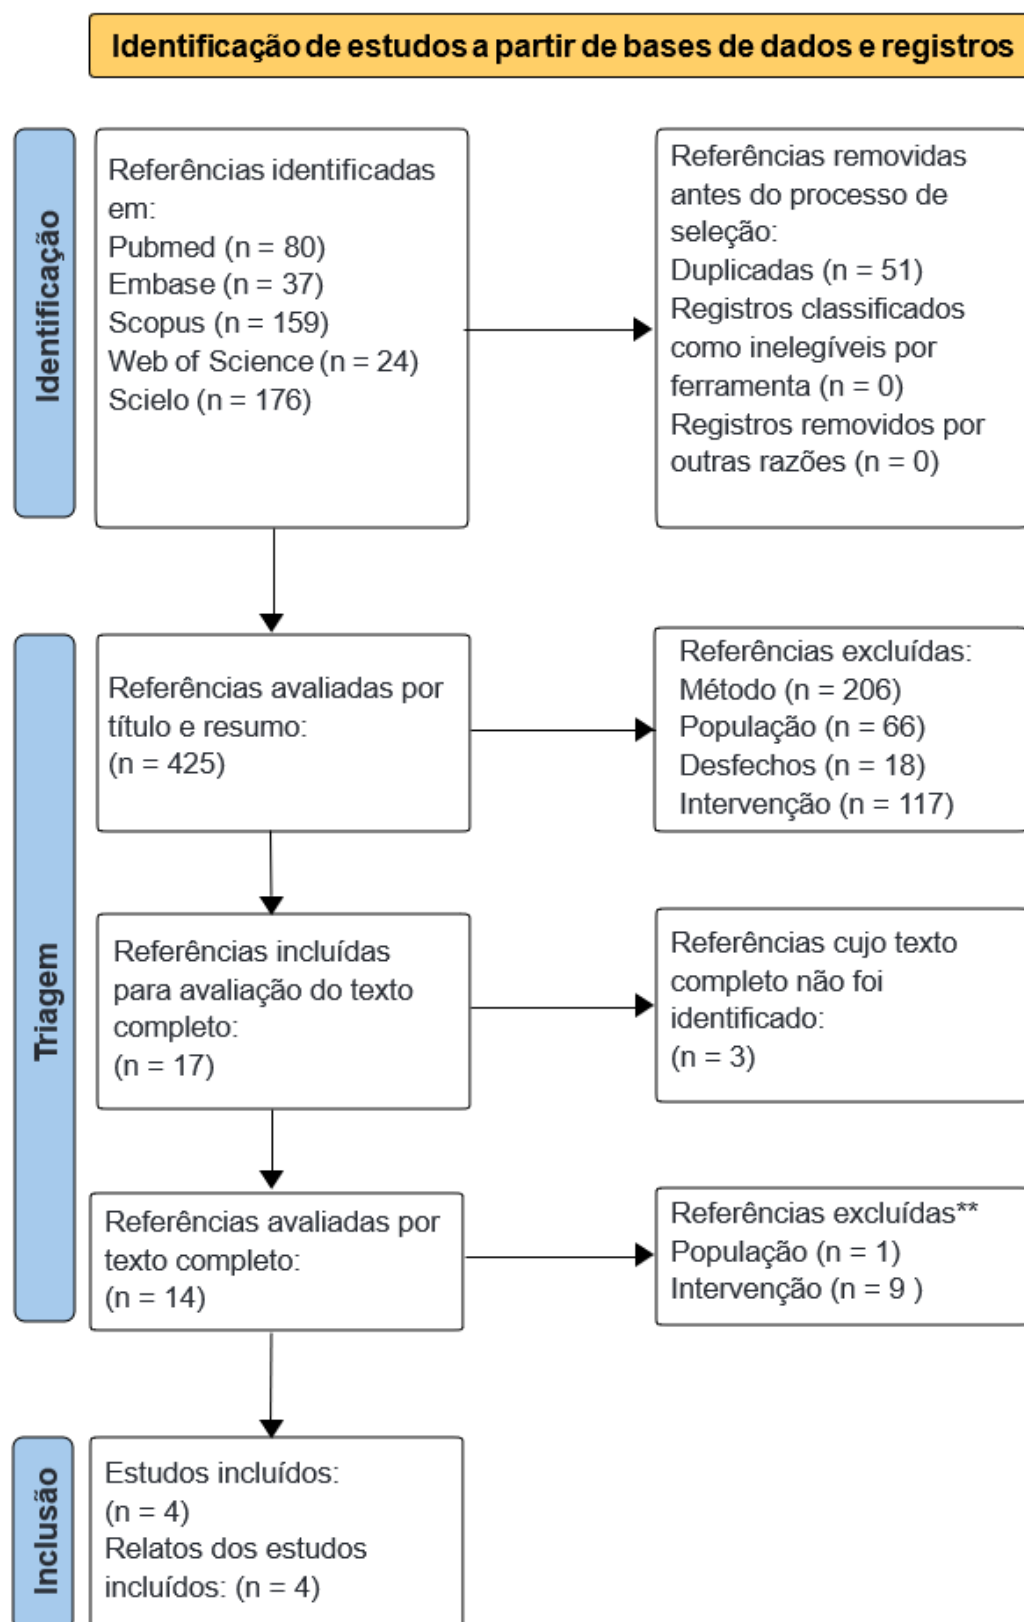 Identificação de estudos a partir de bases de dados e registros
Identificação
Referências identificadas
em:
Pubmed (n = 80)
Embase (n = 37)
Scopus (n = 159)
Web of Science (n = 24)
Scielo (n = 176)
Referências removidas
antes do processo de
seleção:
Duplicadas (n = 51)
Registros classificados
como inelegíveis por
ferramenta (n = 0)
Registros removidos por
outras razões (n = 0)
Triagem
Referências avaliadas por
título e resumo:
(n = 425)
Referências excluídas:
Método (n = 206)
População (n = 66)
Desfechos (n = 18)
Intervenção (n = 117)
Referências incluídas
para avaliação do texto
completo:
(n = 17)
Referências cujo texto
completo não foi
identificado:
(n = 3)
Referências avaliadas por
texto completo:
(n = 14)
Referências excluídas**
População (n = 1)
Intervenção (n = 9 )
Inclusão
Estudos incluídos:
(n = 4)
Relatos dos estudos
incluídos: (n = 4)